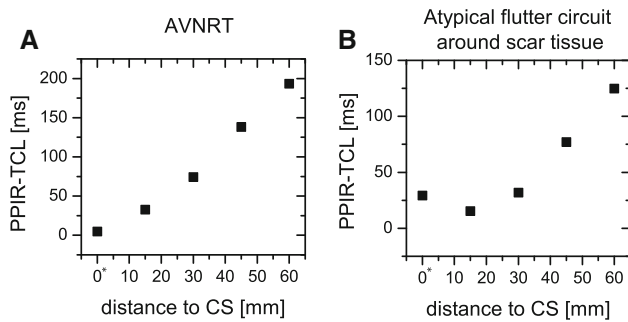 A
AVNRT
PPIR-TCL [ms]
200
150
100
50
0
0* 10 20 30 40 50 60
distance to CS [mm]
B
Atypical flutter circuit
around scar tissue
PPIR-TCL [ms]
150
100
50
0
0* 10 20 30 40 50 60
distance to CS [mm]